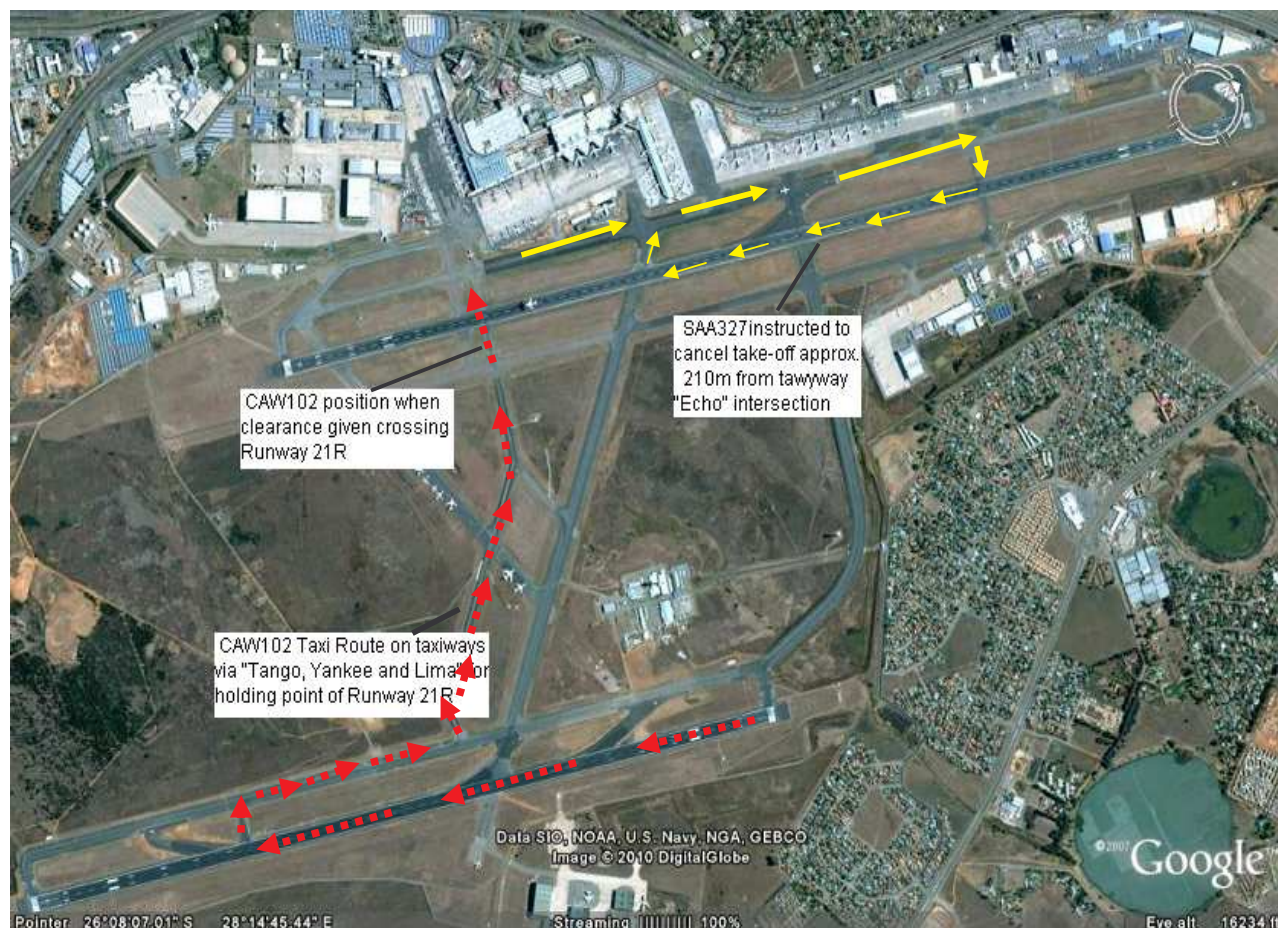 SAA327instructed to
cancel take-off approx.
210m from tawyway
"Echo" intersection
CAW102 position when
clearance given crossing
Runway 21R
CAW102 Taxi Route on taxiways
via "Tango, Yankee and Lima" for
holding point of Runway 21R
Data SIO, NOAA, U.S. Navy, NGA, GEBCO
Image © 2010 DigitalGlobe
©2007 Google™
Pointer 26°08'07.01" S 28°14'45.44" E Streaming |||||||||| 100% Eye alt 16234 ft